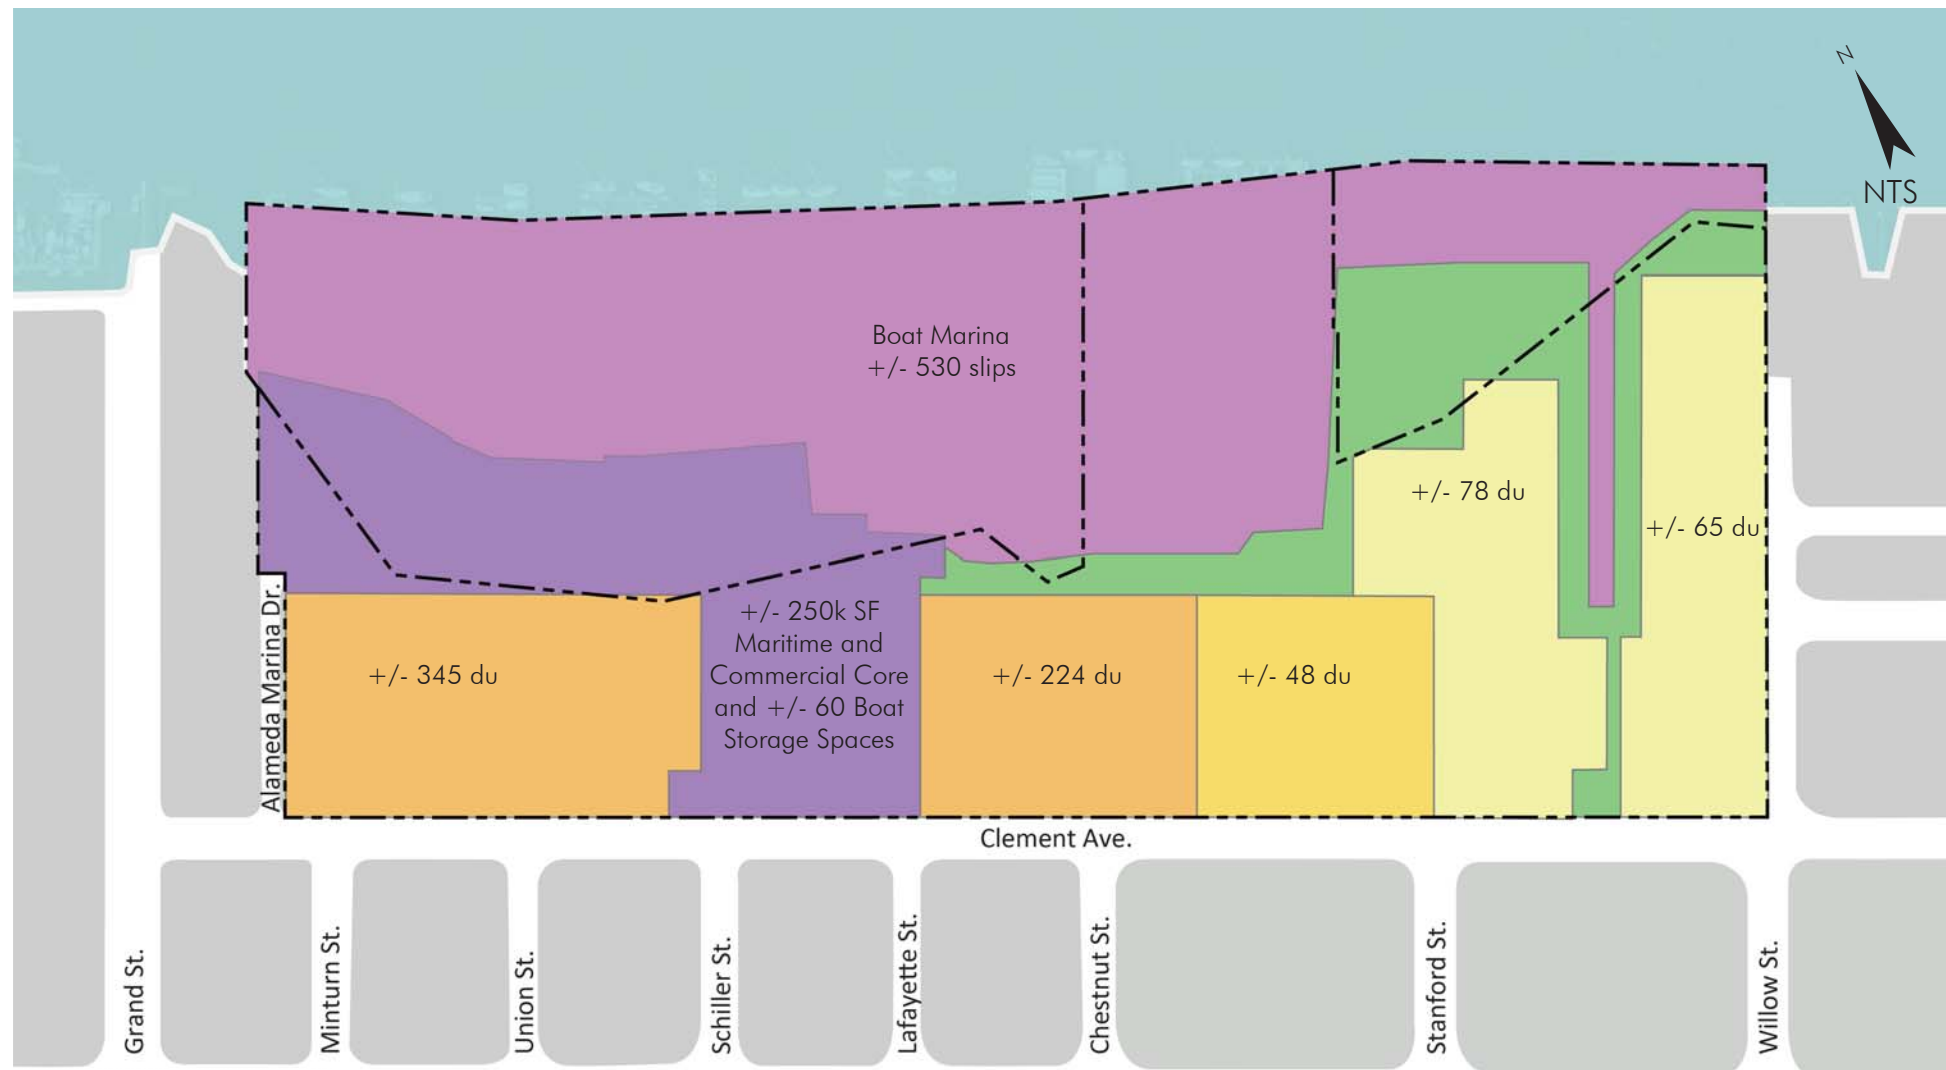 N
NTS
Boat Marina
+/- 530 slips
+/- 78 du
+/- 65 du
+/- 250k SF
Maritime and
Commercial Core
and +/- 60 Boat
Storage Spaces
+/- 345 du
+/- 224 du
+/- 48 du
Alameda Marina Dr.
Clement Ave.
Grand St.
Minturn St.
Union St.
Schiller St.
Lafayette St.
Chestnut St.
Stanford St.
Willow St.